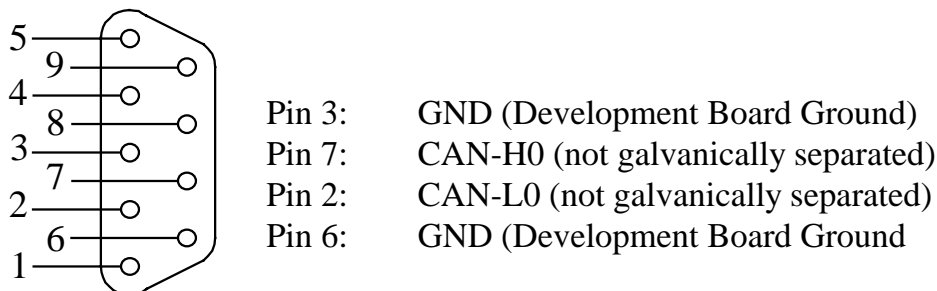 5
9
4
8
3
7
2
6
1
Pin 3: GND (Development Board Ground)
Pin 7: CAN-H0 (not galvanically separated)
Pin 2: CAN-L0 (not galvanically separated)
Pin 6: GND (Development Board Ground